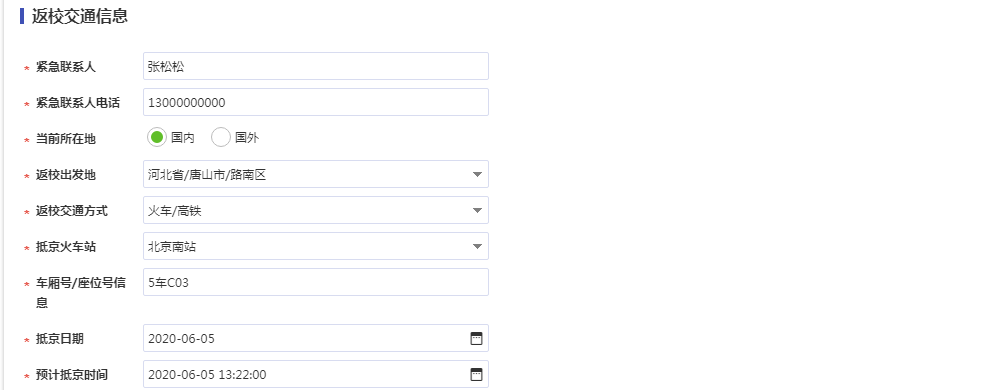 返校交通信息
* 紧急联系人 张松松
* 紧急联系人电话 13000000000
* 当前所在地 国内 国外
* 返校出发地 河北省/唐山市/路南区
* 返校交通方式 火车/高铁
* 抵京火车站 北京南站
* 车厢号/座位号信 5车C03
息
* 抵京日期 2020-06-05
* 预计抵京时间 2020-06-05 13:22:00